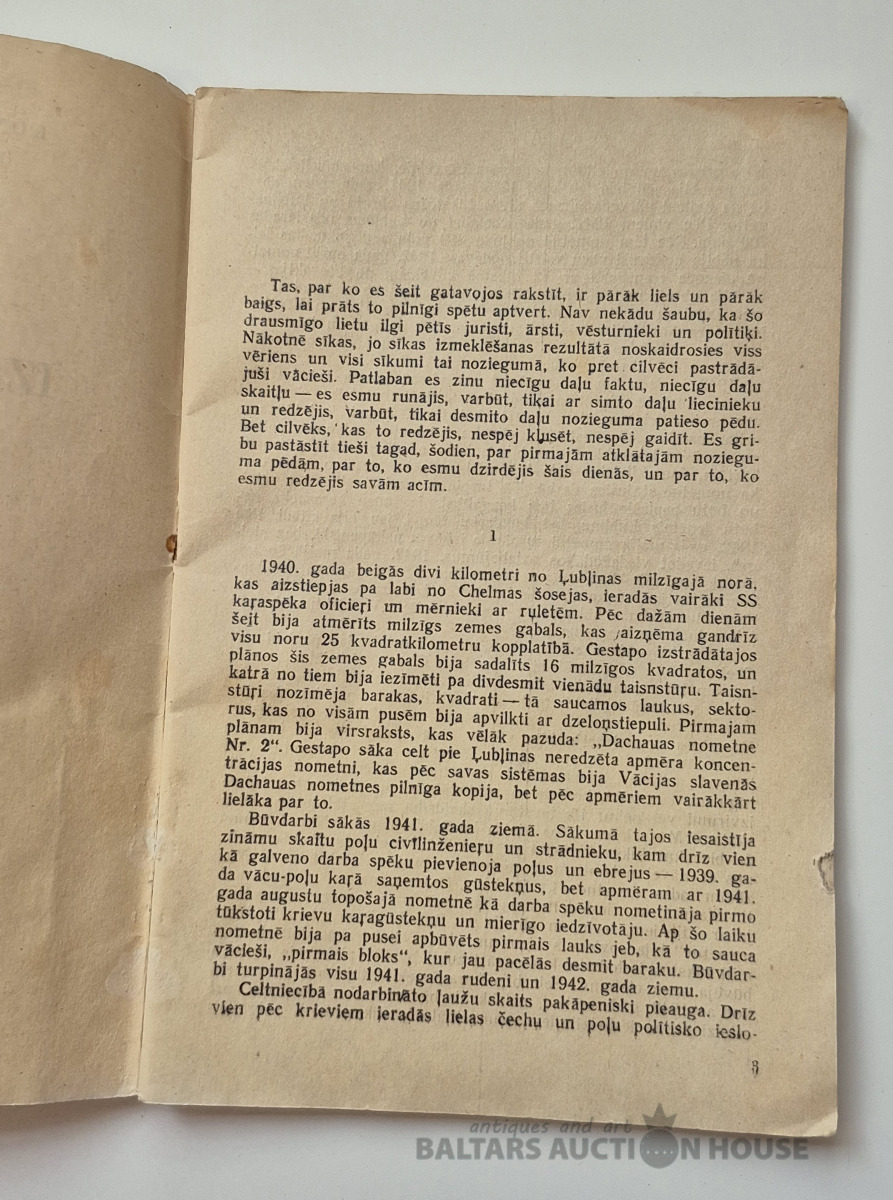 Tas, par ko es šeit gatavojos rakstīt, ir pārāk liels un pārāk
baigs, lai prāts to pilnīgi spētu aptvert. Nav nekādu šaubu, ka šo
drausmīgo lietu ilgi pētīs juristi, ārsti, vēsturnieki un polītiķi.
Nākotnē sīkas, jo sīkas izmeklēšanas rezultātā noskaidrosies viss
vēriens un visi sīkumi tai noziegumā, ko pret cilvēci pastrādā-
juši vācieši. Patlaban es zinu niecīgu daļu faktu, niecīgu daļu
skaitļu — es esmu runājis, varbūt, tikai ar simto daļu liecinieku
un redzējis, varbūt, tikai desmito daļu nozieguma patieso pēdu.
Bet cilvēks, kas to redzējis, nespēj kļusēt, nespēj gaidīt. Es gri-
bu pastāstīt tieši tagad, šodien, par pirmajām atklātajām noziegu-
ma pēdām, par to, ko esmu dzirdējis šais dienās, un par to, ko
esmu redzējis savām acīm.
1
1940. gada beigās divi kilometri no Ļubļinas milzīgajā norā,
kas aizstiepjas pa labi no Chelmas šosejas, ieradās vairāki SS
kaŗaspēka oficieŗi un mērnieki ar ruletēm. Pēc dažām dienām
šeit bija atmērīts milzīgs zemes gabals, kas aizņēma gandrīz
visu noru 25 kvadratkilometru kopplatībā. Gestapo izstrādātajos
plānos šis zemes gabals bija sadalīts 16 milzīgos kvadratos, un
katrā no tiem bija iezīmēti pa divdesmit vienādu taisnstūŗu. Taisn-
stūŗi nozīmēja barakas, kvadrati — tā saucamos laukus, sekto-
rus, kas no visām pusēm bija apvilkti ar dzeloņstiepuli. Pirmajam
plānam bija virsraksts, kas vēlāk pazuda: „Dachauas nometne
Nr. 2“. Gestapo sāka celt pie Ļubļinas neredzēta apmēra koncen-
trācijas nometni, kas pēc savas sistēmas bija Vācijas slavenās
Dachauas nometnes pilnīga kopija, bet pēc apmēriem vairākkārt
lielāka par to.
Būvdarbi sākās 1941. gada ziemā. Sākumā tajos iesaistīja
zināmu skaitu poļu civīlinženieŗu un strādnieku, kam drīz vien
kā galveno darba spēku pievienoja poļus un ebrejus — 1939. ga-
da vācu-poļu kaŗā saņemtos gūstekņus, bet apmēram ar 1941.
gada augustu topošajā nometnē kā darba spēku nometināja pirmo
tūkstoti krievu kaŗagūstekņu un mierīgo iedzīvotāju. Ap šo laiku
nometnē bija pa pusei apbūvēts pirmais lauks jeb, kā to sauca
vācieši, „pirmais bloks“, kur jau pacēlās desmit baraku. Būvdar-
bi turpinājās visu 1941. gada rudeni un 1942. gada ziemu.
Celtniecībā nodarbināto ļaužu skaits pakāpeniski pieauga. Drīz
vien pēc krieviem ieradās lielas čechu un poļu polītisko ieslo-
3
antiques and art
BALTARS AUCTION HOUSE